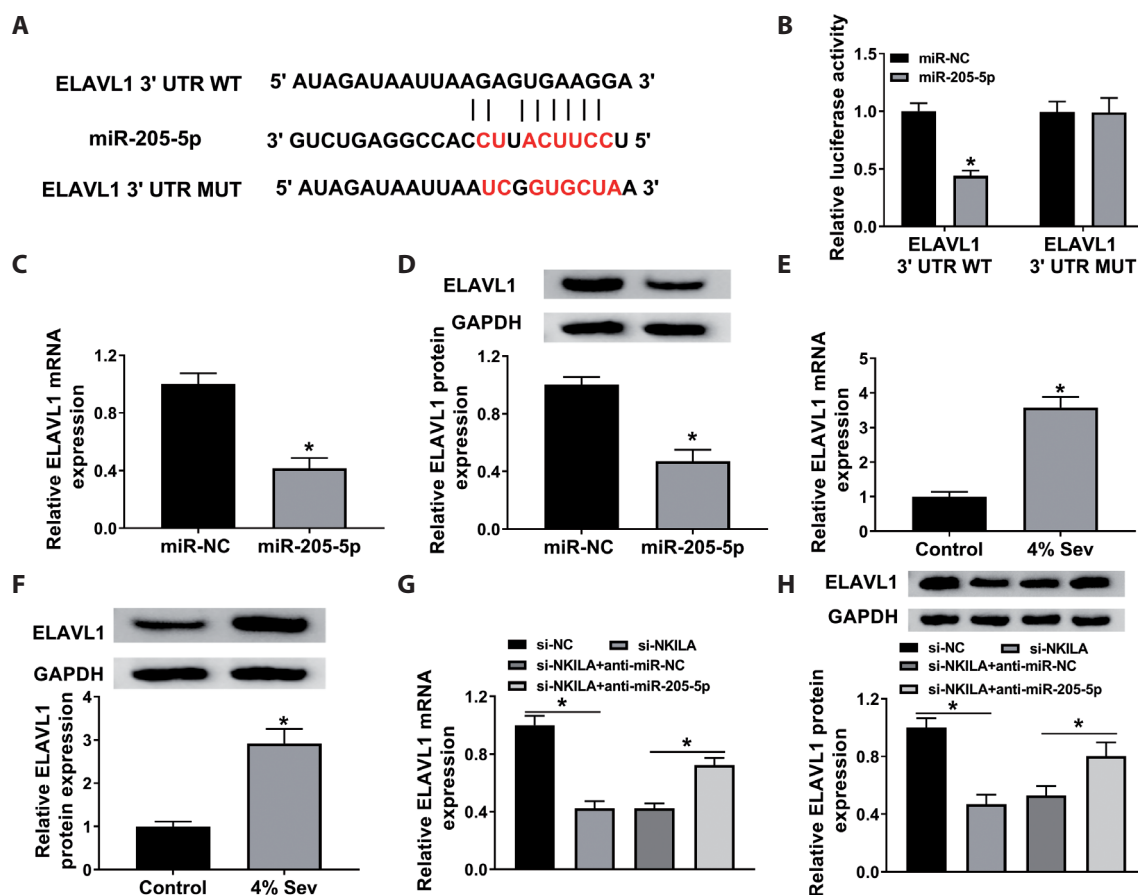 A
ELAVL1 3' UTR WT 5' AUAGAUAAUUAAGAGUGAAGGA 3'
miR-205-5p 3' GUCUGAGGCCACCUUACUUCCU 5'
ELAVL1 3' UTR MUT 5' AUAGAUAAUUAAUCGGUGCUAA 3'
B
Relative luciferase activity
miR-NC
miR-205-5p
1.5
1.0
0.5
0.0
*
ELAVL1 3' UTR WT
ELAVL1 3' UTR MUT
C
Relative ELAVL1 mRNA expression
1.2
0.8
0.4
0.0
*
miR-NC miR-205-5p
D
ELAVL1
GAPDH
Relative ELAVL1 protein expression
1.2
0.8
0.4
0.0
*
miR-NC miR-205-5p
E
Relative ELAVL1 mRNA expression
5
4
3
2
1
0
*
Control 4% Sev
F
ELAVL1
GAPDH
Relative ELAVL1 protein expression
4
3
2
1
0
*
Control 4% Sev
G
si-NC si-NKILA
si-NKILA+anti-miR-NC
si-NKILA+anti-miR-205-5p
Relative ELAVL1 mRNA expression
1.2
0.8
0.4
0.0
*
*
H
ELAVL1
GAPDH
si-NC si-NKILA
si-NKILA+anti-miR-NC
si-NKILA+anti-miR-205-5p
Relative ELAVL1 protein expression
1.2
0.8
0.4
0.0
*
*